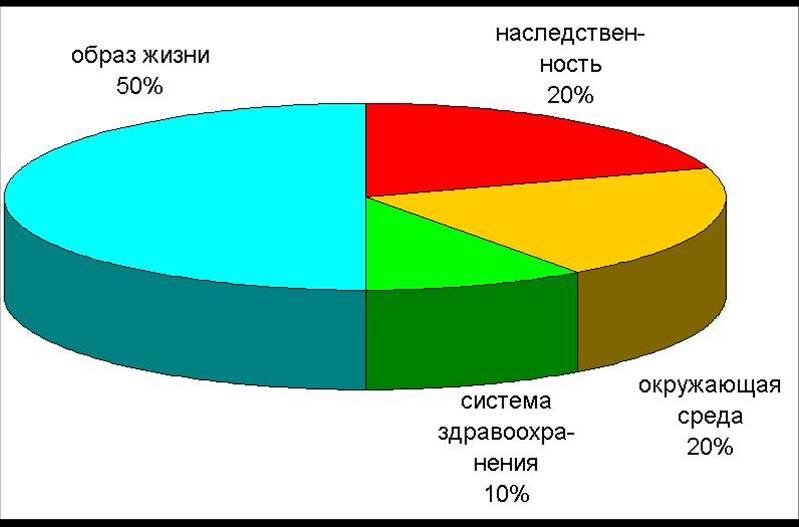 образ жизни
50%
наследствен-
ность
20%
окружающая
среда
20%
система
здравоохра-
нения
10%